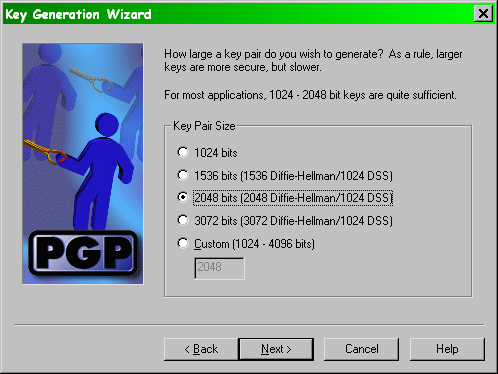 Key Generation Wizard
How large a key pair do you wish to generate? As a rule, larger
keys are more secure, but slower.
For most applications, 1024 - 2048 bit keys are quite sufficient.
Key Pair Size
1024 bits
1536 bits (1536 Diffie-Hellman/1024 DSS)
2048 bits (2048 Diffie-Hellman/1024 DSS)
3072 bits (3072 Diffie-Hellman/1024 DSS)
Custom (1024 - 4096 bits)
2048
PGP
< Back Next > Cancel Help